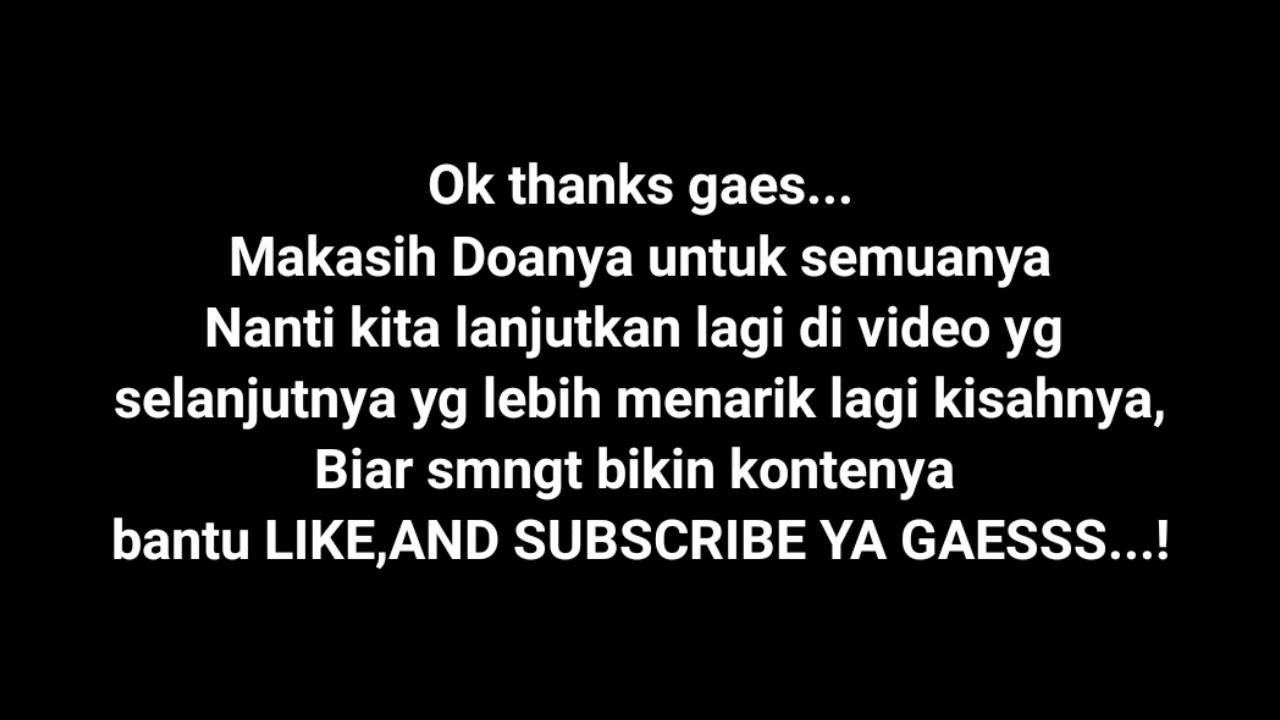 Ok thanks gaes...
Makasih Doanya untuk semuanya
Nanti kita lanjutkan lagi di video yg
selanjutnya yg lebih menarik lagi kisahnya,
Biar smngt bikin kontenya
bantu LIKE,AND SUBSCRIBE YA GAESSS...!